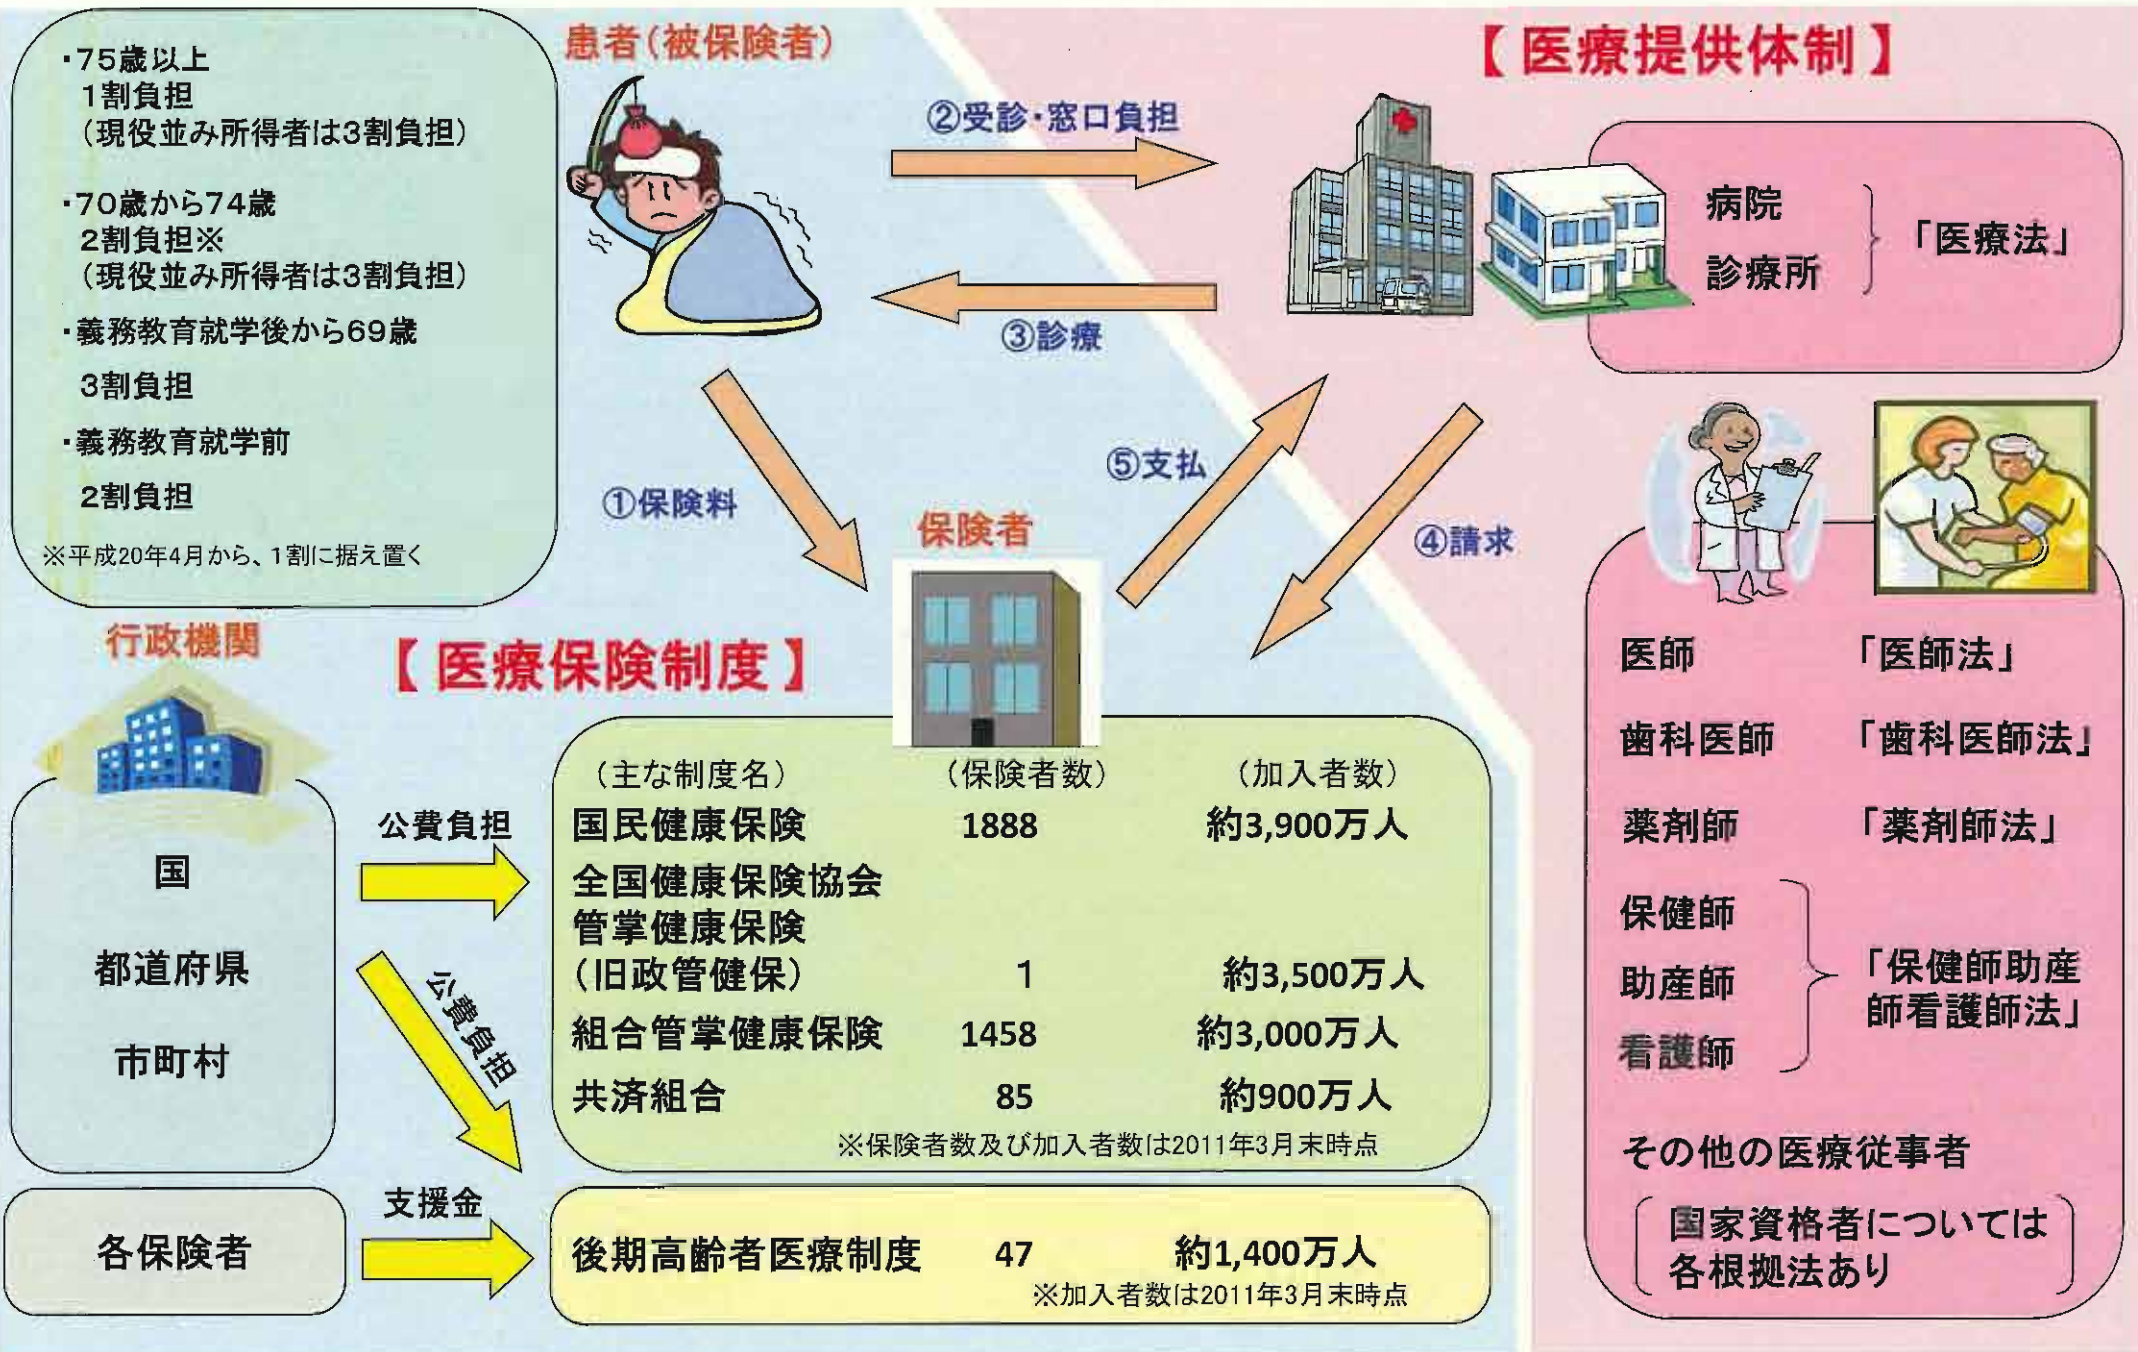 ・75歳以上
1割負担
(現役並み所得者は3割負担)
・70歳から74歳
2割負担※
(現役並み所得者は3割負担)
・義務教育就学後から69歳
3割負担
・義務教育就学前
2割負担
※平成20年4月から、1割に据え置く
患者(被保険者)
②受診・窓口負担
③診療
①保険料
⑤支払
④請求
保険者
【医療提供体制】
病院
診療所
「医療法」
医師 「医師法」
歯科医師 「歯科医師法」
薬剤師 「薬剤師法」
保健師
助産師
看護師
「保健師助産
師看護師法」
その他の医療従事者
国家資格者については
各根拠法あり
行政機関
【医療保険制度】
国
都道府県
市町村
公費負担
公費負担
(主な制度名) (保険者数) (加入者数)
国民健康保険 1888 約3,900万人
全国健康保険協会
管掌健康保険
(旧政管健保) 1 約3,500万人
組合管掌健康保険 1458 約3,000万人
共済組合 85 約900万人
※保険者数及び加入者数は2011年3月末時点
各保険者
支援金
後期高齢者医療制度 47 約1,400万人
※加入者数は2011年3月末時点